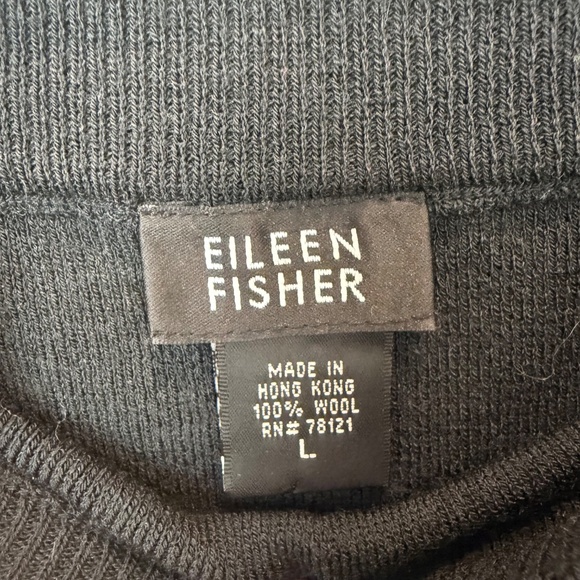 EILEEN
FISHER
MADE IN
HONG KONG
100% WOOL
RN# 78121
L